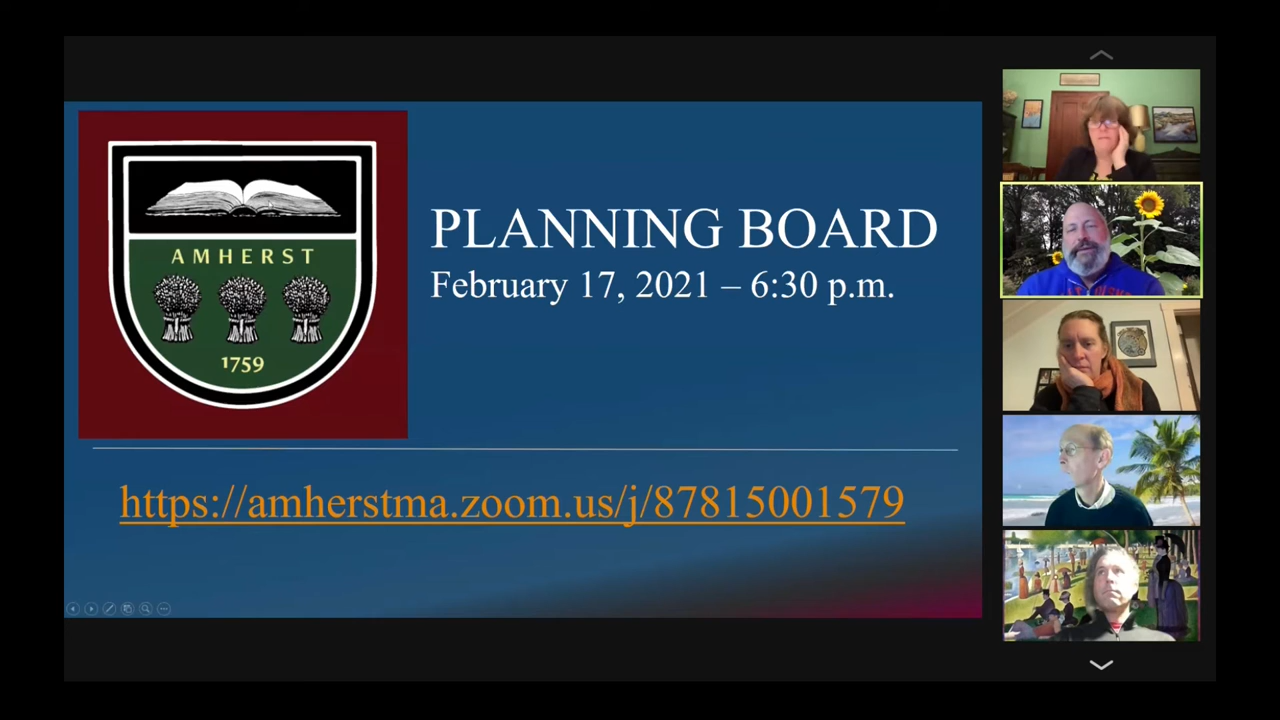 AMHERST
1759
PLANNING BOARD
February 17, 2021 – 6:30 p.m.
https://amherstma.zoom.us/j/87815001579